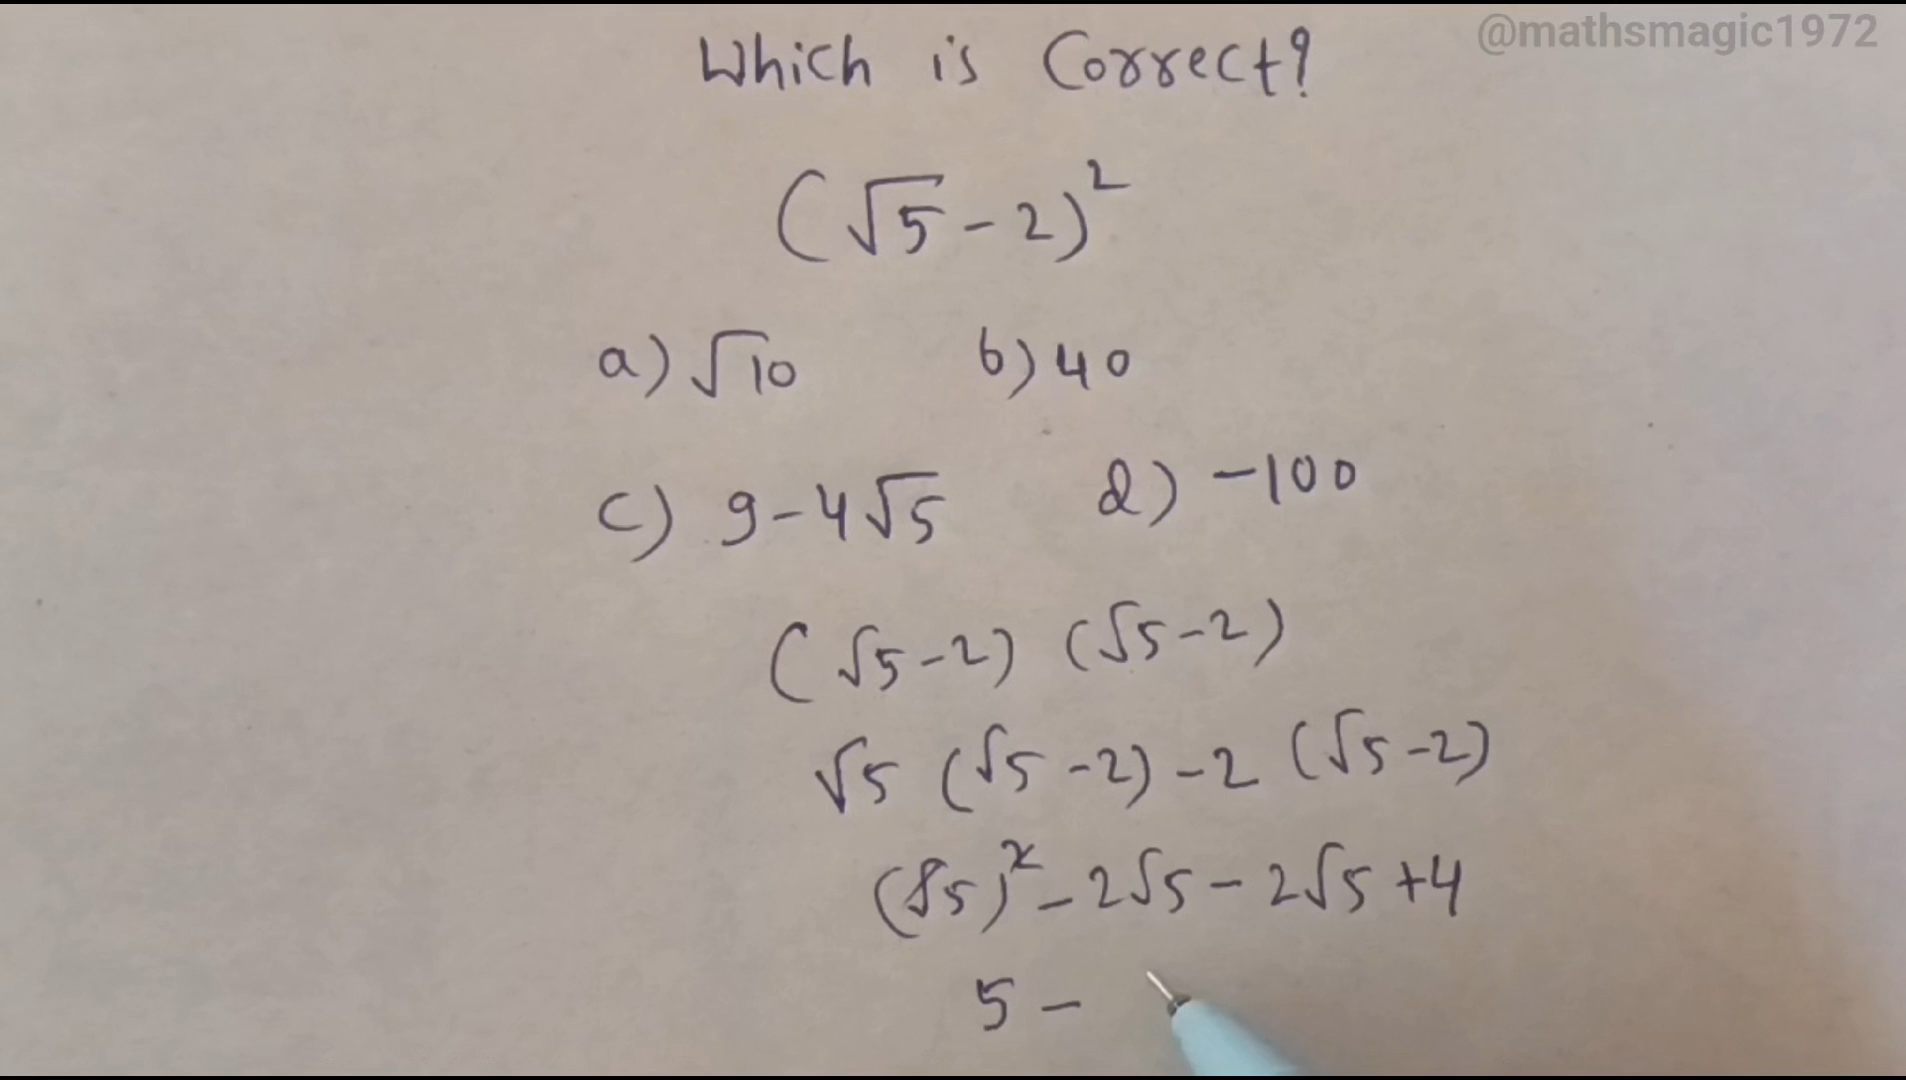 @mathsmagic1972
Which is Correct?
(√5-2)²
a) √10 b) 40
c) 9-4√5 d) -100
(√5-2) (√5-2)
√5 (√5-2) -2 (√5-2)
(√5)² -2√5 - 2√5 +4
5 -